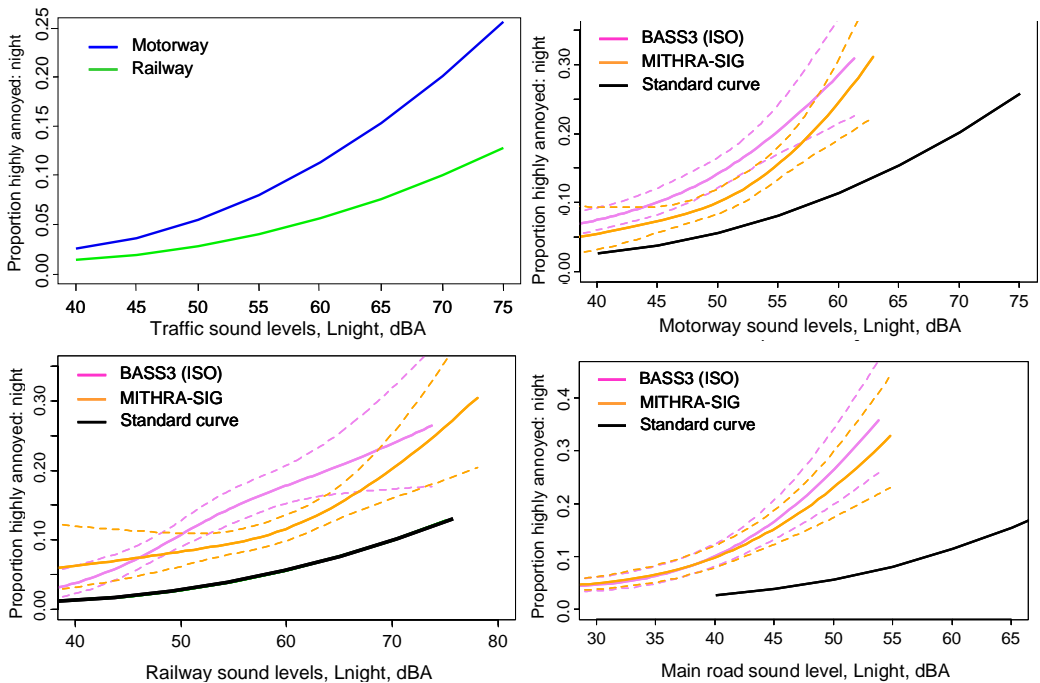 Proportion highly annoyed: night
0.00 0.05 0.10 0.15 0.20 0.25
Motorway
Railway
40 45 50 55 60 65 70 75
Traffic sound levels, Lnight, dBA
Proportion highly annoyed: night
0.00 0.10 0.20 0.30
BASS3 (ISO)
MITHRA-SIG
Standard curve
40 45 50 55 60 65 70 75
Motorway sound levels, Lnight, dBA
Proportion highly annoyed: night
0.00 0.10 0.20 0.30
BASS3 (ISO)
MITHRA-SIG
Standard curve
50 60 70 80
Railway sound levels, Lnight, dBA
Proportion highly annoyed: night
0.0 0.1 0.2 0.3 0.4
BASS3 (ISO)
MITHRA-SIG
Standard curve
30 35 40 45 50 55 60 65
Main road sound level, Lnight, dBA